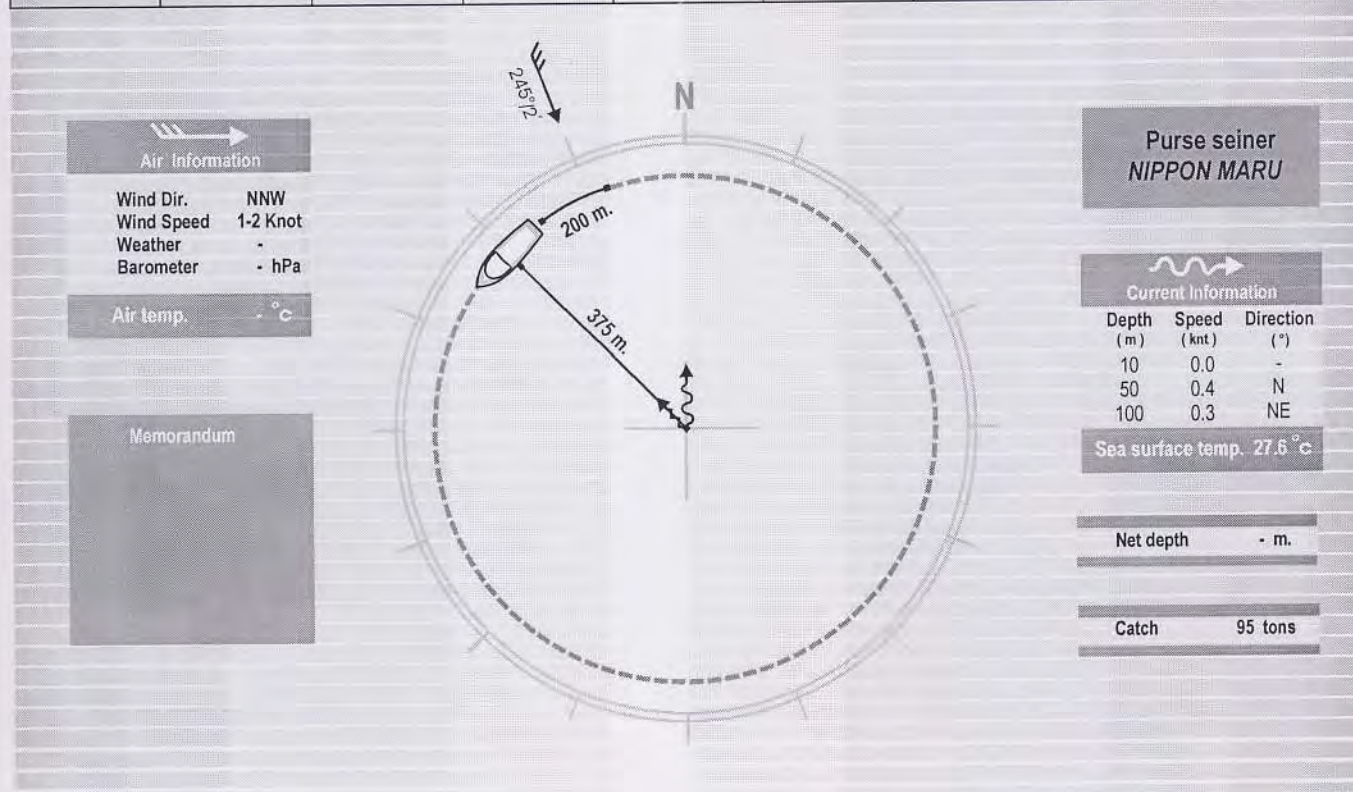 N
245°/2'
200 m.
375 m.
Air Information
Wind Dir. NNW
Wind Speed 1-2 Knot
Weather -
Barometer - hPa
Air temp. - °c
Memorandum
Purse seiner
NIPPON MARU
Current Information
Depth Speed Direction
(m) (knt) (°)
10 0.0 -
50 0.4 N
100 0.3 NE
Sea surface temp. 27.6 °c
Net depth - m.
Catch 95 tons